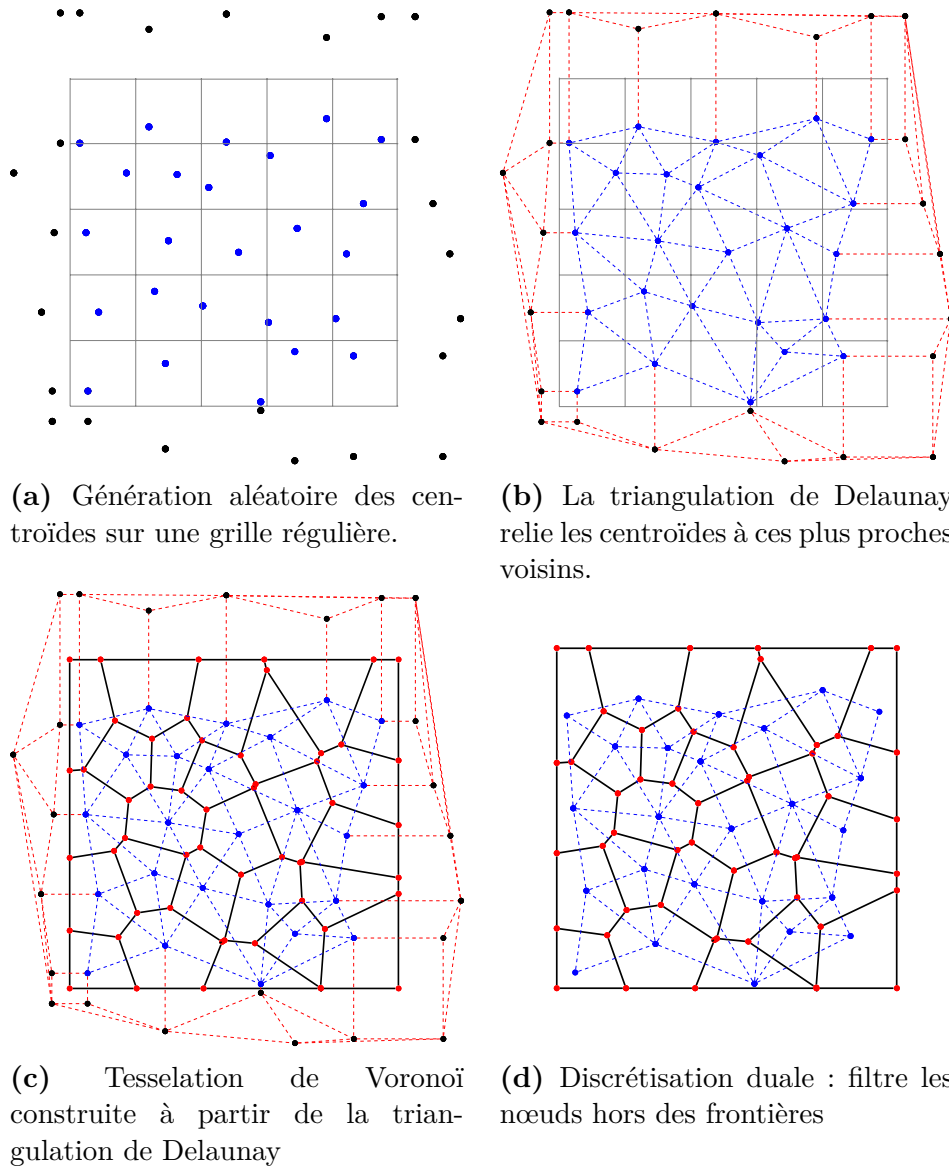 (a) Génération aléatoire des cen-
troïdes sur une grille régulière.
(b) La triangulation de Delaunay
relie les centroïdes à ces plus proches
voisins.
(c) Tesselation de Voronoï
construite à partir de la trian-
gulation de Delaunay
(d) Discrétisation duale : filtre les
nœuds hors des frontières